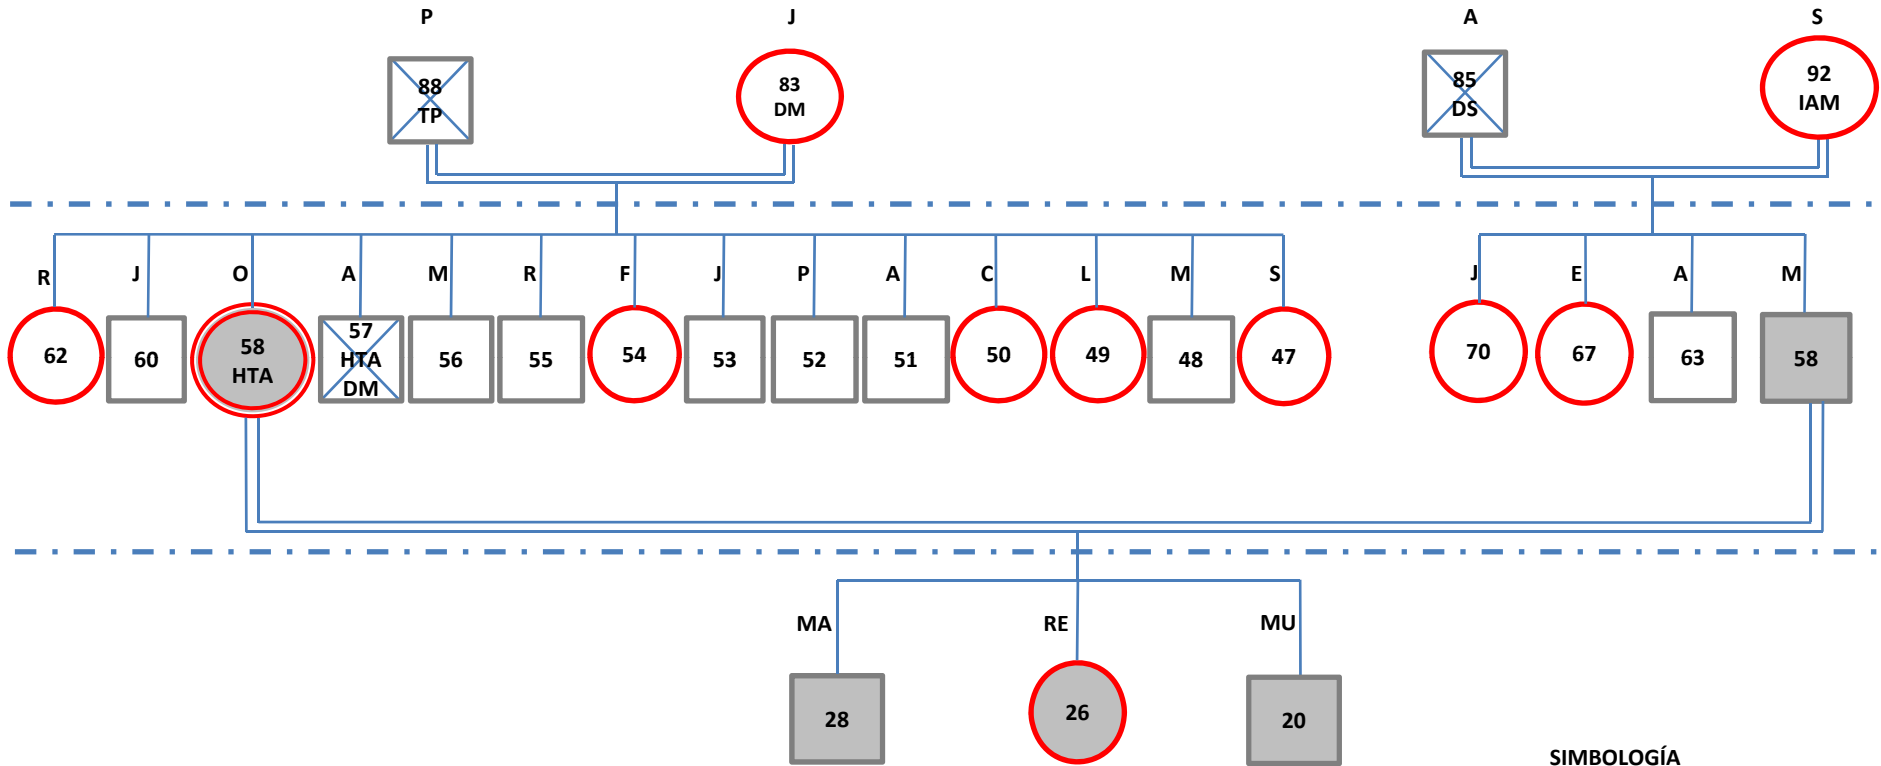 P J A S
88
TP
83
DM
85
DS
92
IAM
R J O A M R F J P A C L M S J E A M
62
60
58
HTA
57
HTA
DM
56
55
54
53
52
51
50
49
48
47
70
67
63
58
MA RE MU
28
26
20
SIMBOLOGÍA